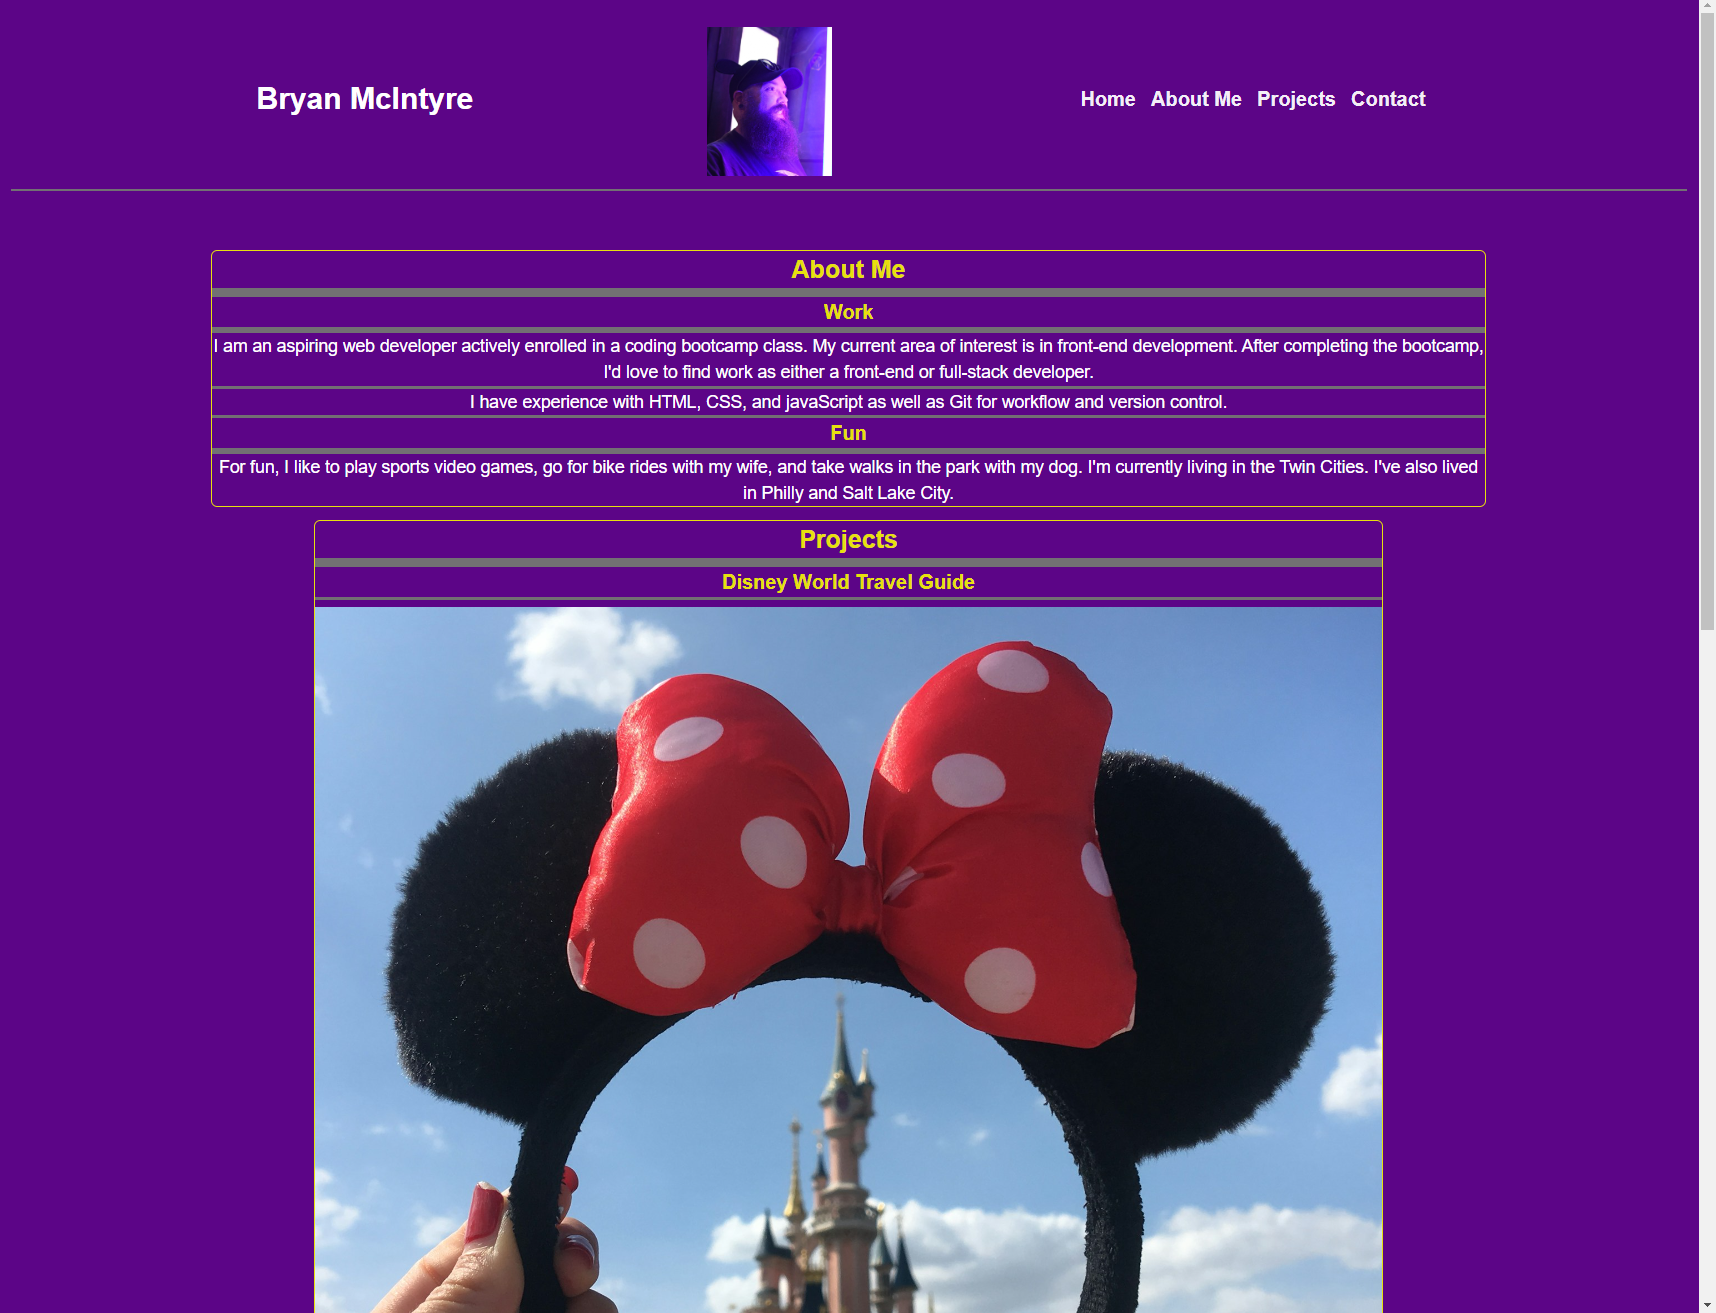 Bryan McIntyre
Home About Me Projects Contact
About Me
Work
I am an aspiring web developer actively enrolled in a coding bootcamp class. My current area of interest is in front-end development. After completing the bootcamp,
I'd love to find work as either a front-end or full-stack developer.
I have experience with HTML, CSS, and javaScript as well as Git for workflow and version control.
Fun
For fun, I like to play sports video games, go for bike rides with my wife, and take walks in the park with my dog. I'm currently living in the Twin Cities. I've also lived
in Philly and Salt Lake City.
Projects
Disney World Travel Guide